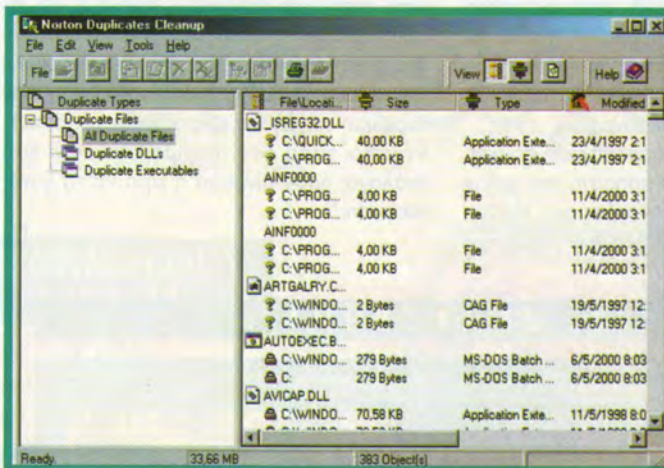 Norton Duplicates Cleanup
File Edit View Tools Help
File View Help
Duplicate Types
Duplicate Files
All Duplicate Files
Duplicate DLLs
Duplicate Executables
File\Locati... Size Type Modified
_ISREG32.DLL
C:\QUICK... 40,00 KB Application Exte... 23/4/1997 2:1
C:\PROG... 40,00 KB Application Exte... 23/4/1997 2:1
AINF0000
C:\PROG... 4,00 KB File 11/4/2000 3:1
C:\PROG... 4,00 KB File 11/4/2000 3:1
AINF0000
C:\PROG... 4,00 KB File 11/4/2000 3:1
C:\PROG... 4,00 KB File 11/4/2000 3:1
ARTGALRY.C...
C:\WINDO... 2 Bytes CAG File 19/5/1997 12:
C:\WINDO... 2 Bytes CAG File 19/5/1997 12:
AUTOEXEC.B...
C:\WINDO... 279 Bytes MS-DOS Batch ... 6/5/2000 8:03
C: 279 Bytes MS-DOS Batch ... 6/5/2000 8:03
AVICAP.DLL
C:\WINDO... 70,58 KB Application Exte... 11/5/1998 8:0
Ready. 33,66 MB 383 Object(s)